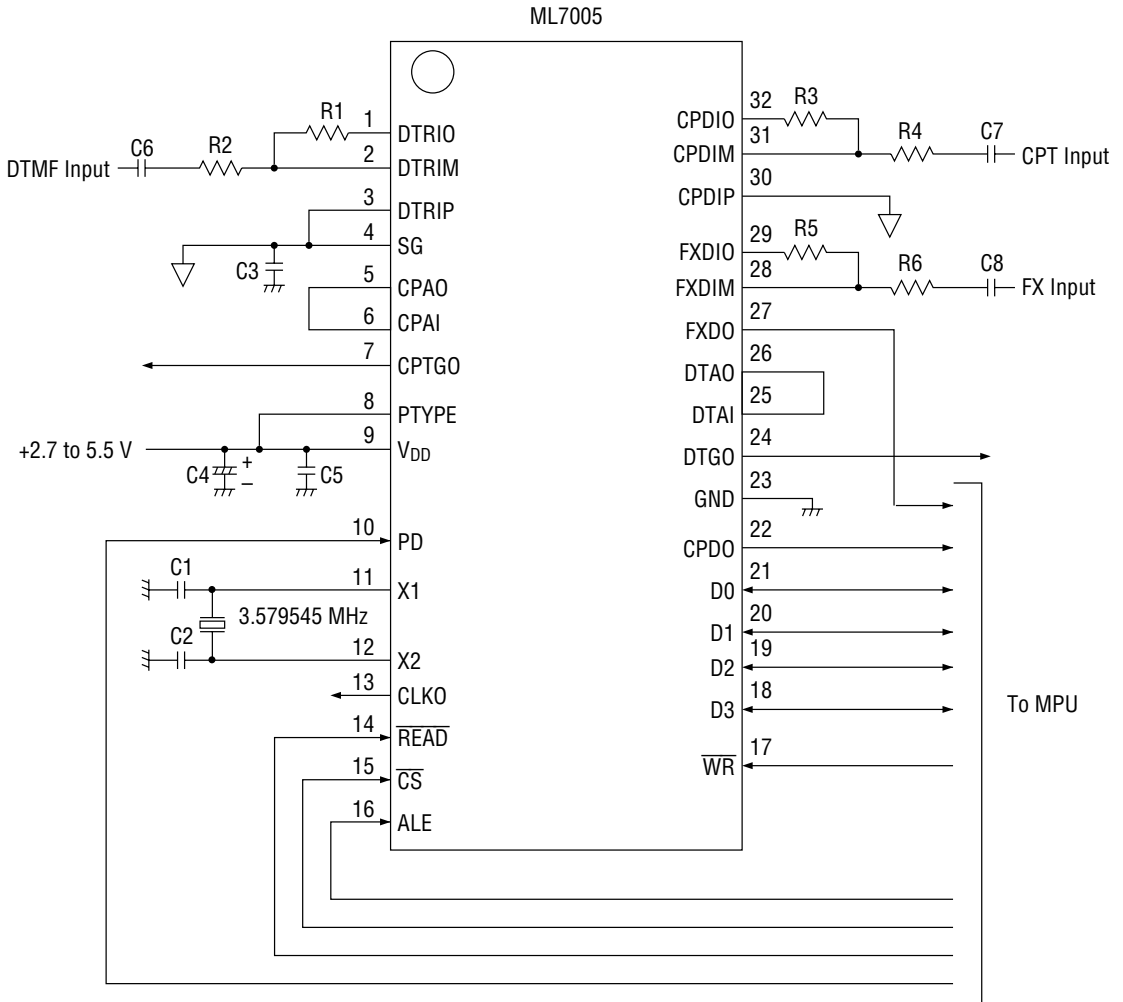 ML7005
R1
1 DTRIO
C6 R2
DTMF Input
2 DTRIM
3 DTRIP
4 SG
C3
5 CPAO
6 CPAI
7 CPTGO
8 PTYPE
+2.7 to 5.5 V
9 VDD
C4 + – C5
10 PD
C1
11 X1
3.579545 MHz
C2
12 X2
13 CLKO
14 READ
15 CS
16 ALE
32 R3
CPDIO
31 R4 C7
CPDIM CPT Input
30
CPDIP
29 R5
FXDIO
28 R6 C8
FXDIM FX Input
27
FXDO
26
DTAO
25
DTAI
24
DTGO
23
GND
22
CPDO
21
D0
20
D1
19
D2
18
D3
To MPU
17
WR